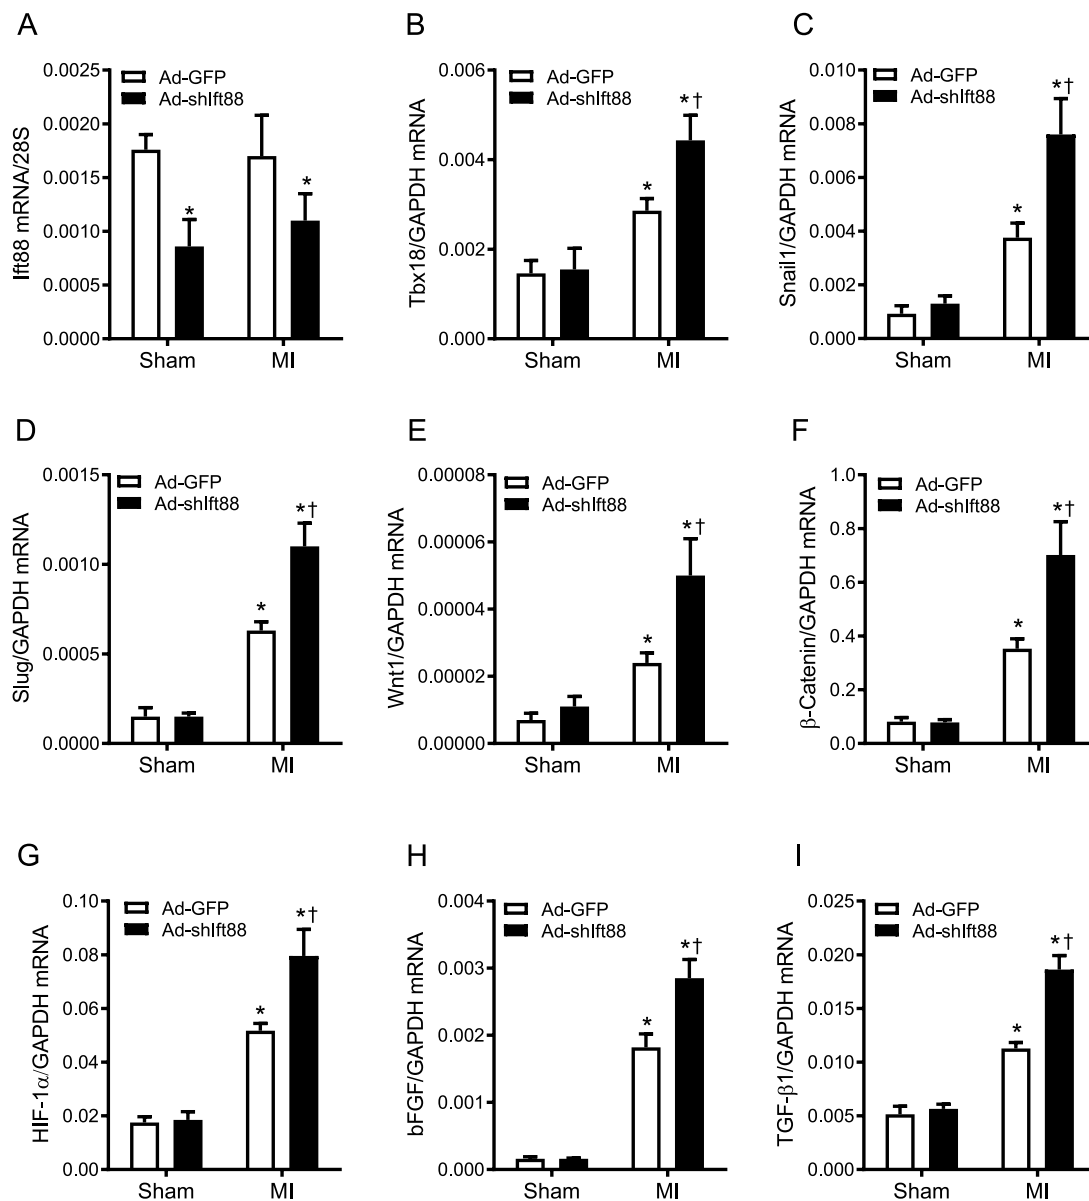 A
Ift88 mRNA/28S
0.0025
0.0020
0.0015
0.0010
0.0005
0.0000
Ad-GFP
Ad-shIft88
*
*
Sham
MI
B
Tbx18/GAPDH mRNA
0.006
0.004
0.002
0.000
Ad-GFP
Ad-shIft88
*
*†
Sham
MI
C
Snail1/GAPDH mRNA
0.010
0.008
0.006
0.004
0.002
0.000
Ad-GFP
Ad-shIft88
*
*†
Sham
MI
D
Slug/GAPDH mRNA
0.0015
0.0010
0.0005
0.0000
Ad-GFP
Ad-shIft88
*
*†
Sham
MI
E
Wnt1/GAPDH mRNA
0.00008
0.00006
0.00004
0.00002
0.00000
Ad-GFP
Ad-shIft88
*
*†
Sham
MI
F
β-Catenin/GAPDH mRNA
1.0
0.8
0.6
0.4
0.2
0.0
Ad-GFP
Ad-shIft88
*
*†
Sham
MI
G
HIF-1α/GAPDH mRNA
0.10
0.08
0.06
0.04
0.02
0.00
Ad-GFP
Ad-shIft88
*
*†
Sham
MI
H
bFGF/GAPDH mRNA
0.004
0.003
0.002
0.001
0.000
Ad-GFP
Ad-shIft88
*
*†
Sham
MI
I
TGF-β1/GAPDH mRNA
0.025
0.020
0.015
0.010
0.005
0.000
Ad-GFP
Ad-shIft88
*
*†
Sham
MI